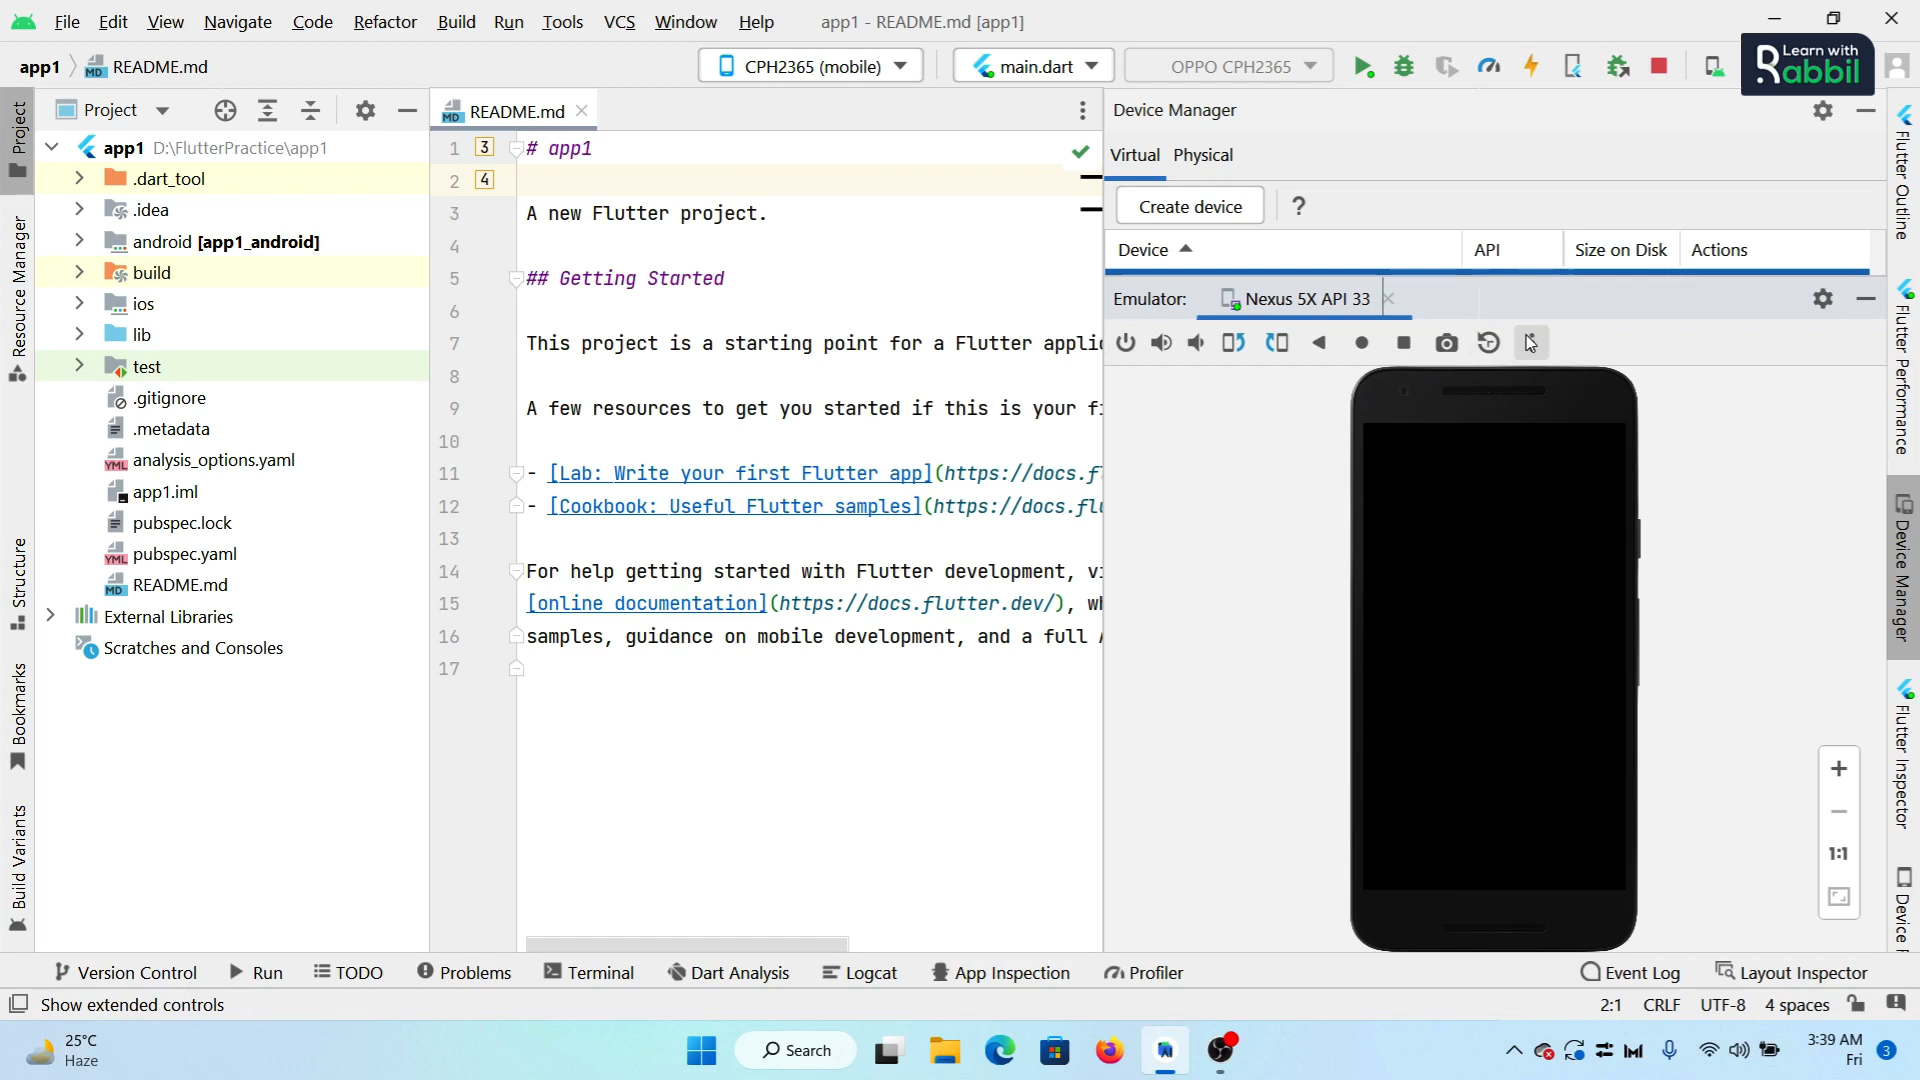 File Edit View Navigate Code Refactor Build Run Tools VCS Window Help app1 - README.md [app1]
app1 README.md
CPH2365 (mobile) main.dart OPPO CPH2365
Learn with
Rabbil
Project
README.md
Device Manager
app1 D:\FlutterPractice\app1
.dart_tool
.idea
android [app1_android]
build
ios
lib
test
.gitignore
.metadata
analysis_options.yaml
app1.iml
pubspec.lock
pubspec.yaml
README.md
External Libraries
Scratches and Consoles
1 3 # app1
2 4
3 A new Flutter project.
4
5 ## Getting Started
6
7 This project is a starting point for a Flutter applic
8
9 A few resources to get you started if this is your fi
10
11 - [Lab: Write your first Flutter app](https://docs.fl
12 - [Cookbook: Useful Flutter samples](https://docs.flu
13
14 For help getting started with Flutter development, vi
15 [online documentation](https://docs.flutter.dev/), wh
16 samples, guidance on mobile development, and a full A
17
Virtual Physical
Create device ?
Device API Size on Disk Actions
Emulator: Nexus 5X API 33
1:1
Project
Resource Manager
Structure
Bookmarks
Build Variants
Flutter Outline
Flutter Performance
Device Manager
Flutter Inspector
Device F
Version Control Run TODO Problems Terminal Dart Analysis Logcat App Inspection Profiler Event Log Layout Inspector
Show extended controls 2:1 CRLF UTF-8 4 spaces
25°C
Haze
Search
3:39 AM
Fri
3